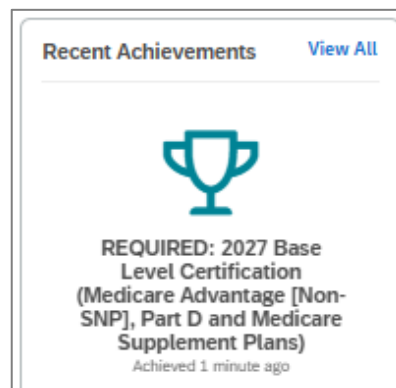 Recent Achievements View All
REQUIRED: 2027 Base
Level Certification
(Medicare Advantage [Non-
SNP], Part D and Medicare
Supplement Plans)
Achieved 1 minute ago